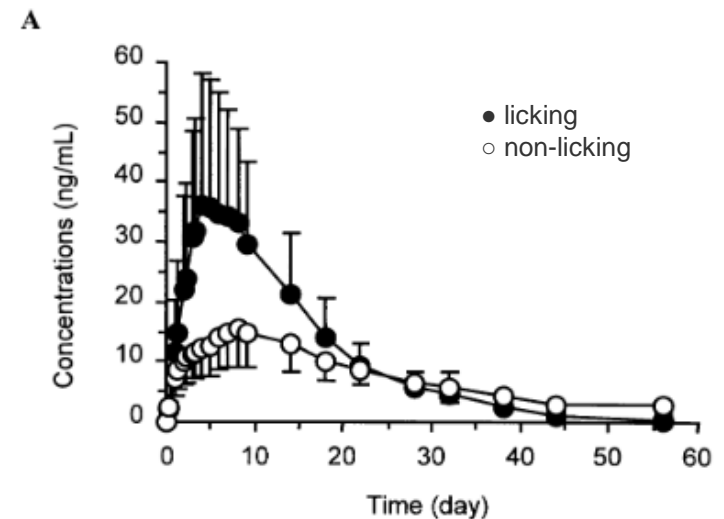 A
60
50
40
30
20
10
0
Concentrations (ng/mL)
● licking
○ non-licking
0 10 20 30 40 50 60
Time (day)